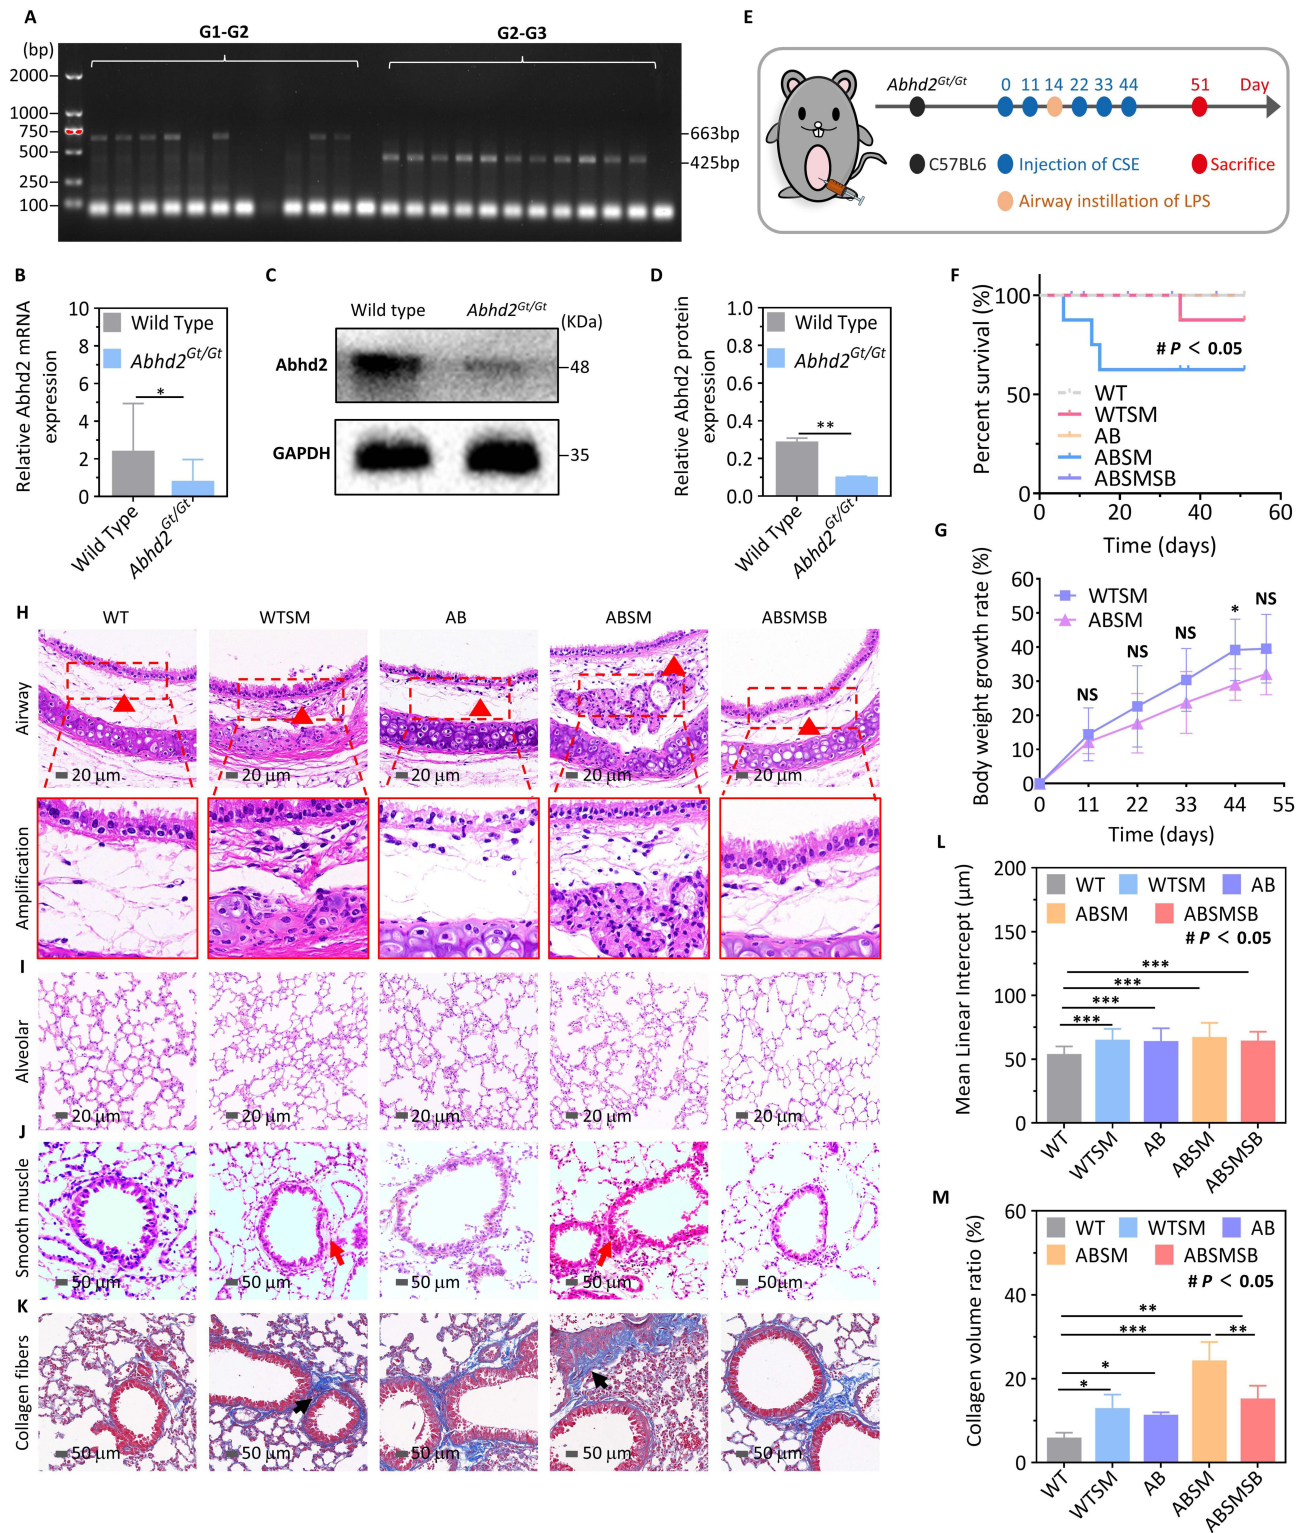 A
G1-G2
G2-G3
(bp)
2000
1000
750
500
250
100
663bp
425bp
E
Abhd2Gt/Gt
0 11 14 22 33 44
51
Day
C57BL6
Injection of CSE
Sacrifice
Airway instillation of LPS
B
Relative Abhd2 mRNA
expression
10
8
6
4
2
0
Wild Type
Abhd2Gt/Gt
*
Wild Type
Abhd2Gt/Gt
C
Wild type
Abhd2Gt/Gt
(KDa)
Abhd2
48
GAPDH
35
D
Relative Abhd2 protein
expression
1.0
0.8
0.6
0.4
0.2
0.0
Wild Type
Abhd2Gt/Gt
**
Wild Type
Abhd2Gt/Gt
F
Percent survival (%)
100
50
0
# P < 0.05
WT
WTSM
AB
ABSM
ABSMSB
0 20 40 60
Time (days)
G
Body weight growth rate (%)
60
50
40
30
20
10
0
WTSM
ABSM
NS
NS
NS
*
NS
0 11 22 33 44 55
Time (days)
H
WT
WTSM
AB
ABSM
ABSMSB
Airway
20 μm
20 μm
20 μm
20 μm
20 μm
Amplification
I
Alveolar
20 μm
20 μm
20 μm
20 μm
20 μm
J
Smooth muscle
50 μm
50 μm
50 μm
50 μm
50 μm
K
Collagen fibers
50 μm
50 μm
50 μm
50 μm
50 μm
L
Mean Linear Intercept (μm)
200
150
100
50
0
WT
WTSM
AB
ABSM
ABSMSB
# P < 0.05
***
***
***
***
WT
WTSM
AB
ABSM
ABSMSB
M
Collagen volume ratio (%)
60
40
20
0
WT
WTSM
AB
ABSM
ABSMSB
# P < 0.05
**
***
**
*
*
WT
WTSM
AB
ABSM
ABSMSB